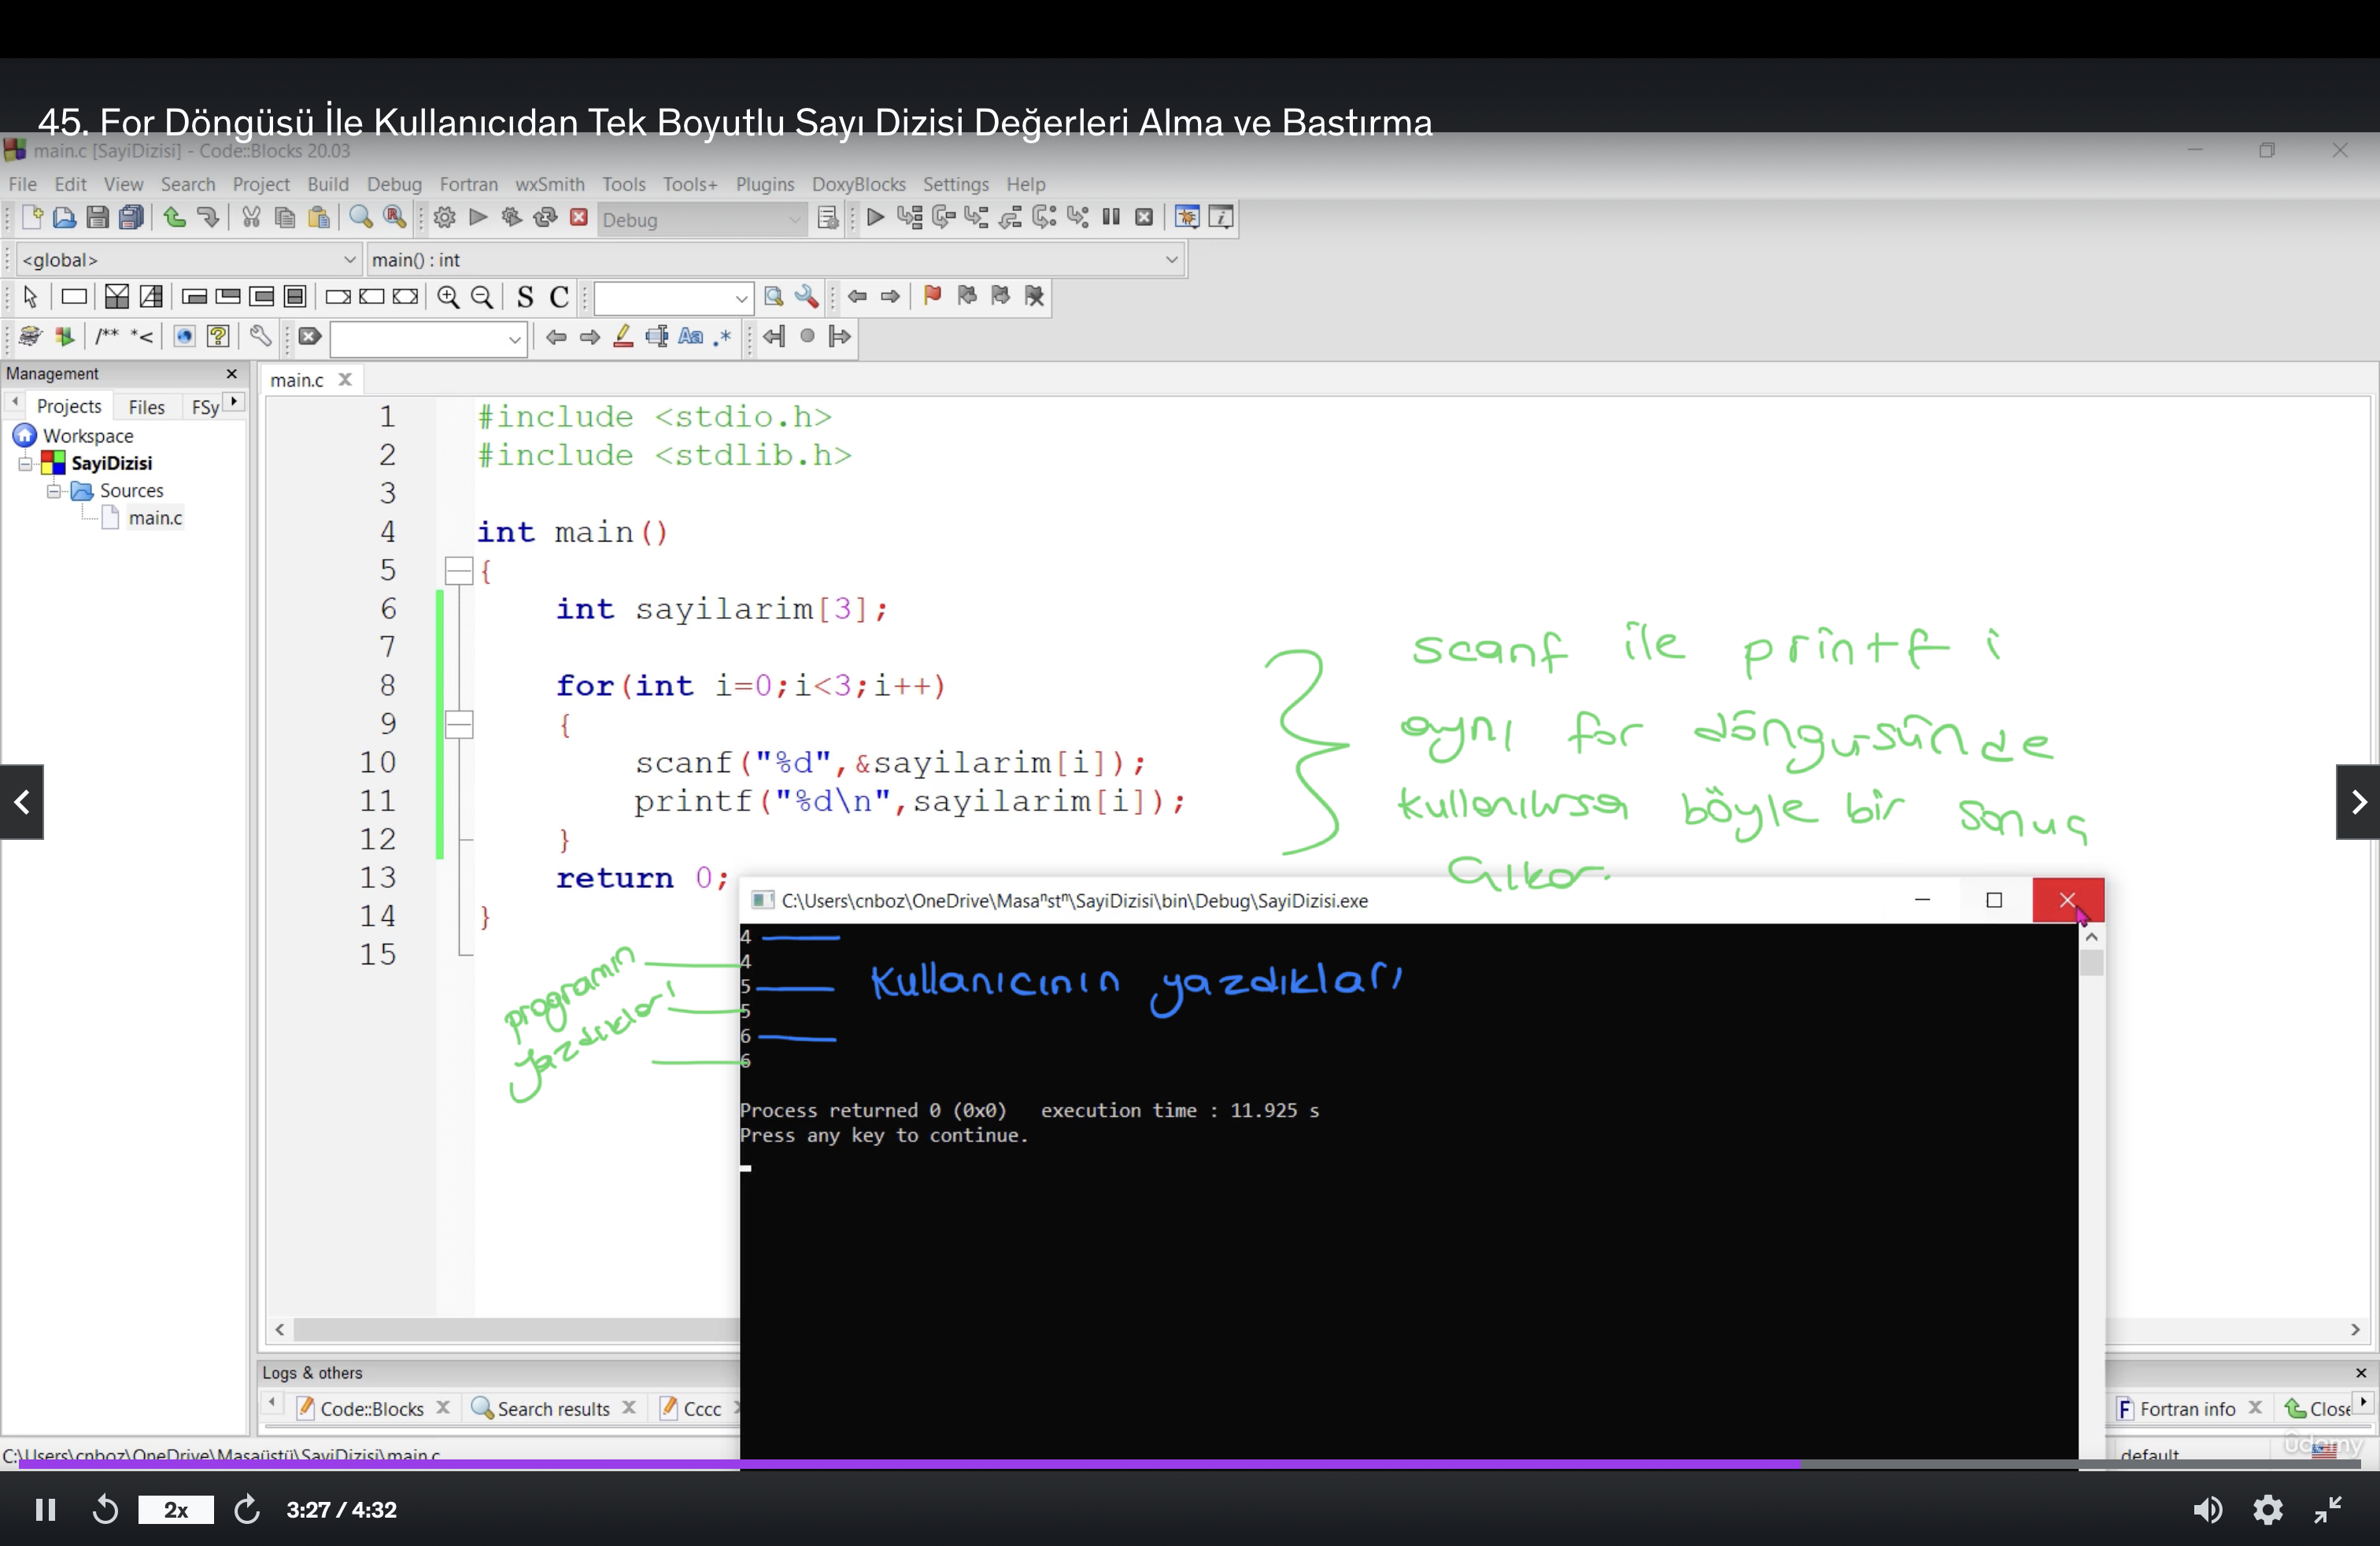 45. For Döngüsü İle Kullanıcıdan Tek Boyutlu Sayı Dizisi Değerleri Alma ve Bastırma
main.c [SayiDizisi] - Code::Blocks 20.03
File Edit View Search Project Build Debug Fortran wxSmith Tools Tools+ Plugins DoxyBlocks Settings Help
Debug
<global> main() : int
S C
/** *< Aa .*
Management
main.c
Projects Files FSy
Workspace
SayiDizisi
Sources
main.c
1 #include <stdio.h>
2 #include <stdlib.h>
3
4 int main()
5 {
6 int sayilarim[3];
7
8 for(int i=0;i<3;i++)
9 {
10 scanf("%d",&sayilarim[i]);
11 printf("%d\n",sayilarim[i]);
12 }
13 return 0;
14 }
15
scanf ile printf i
aynı for döngüsünde
kullanılırsa böyle bir sonuç
çıkar.
C:\Users\cnboz\OneDrive\Masaⁿstⁿ\SayiDizisi\bin\Debug\SayiDizisi.exe
4
4
5
5
6
6
Kullanıcının yazdıkları
programın
yazdıkları
Process returned 0 (0x0) execution time : 11.925 s
Press any key to continue.
Logs & others
Code::Blocks Search results Cccc Fortran info Close
C:\Users\cnboz\OneDrive\Masaüstü\SayiDizisi\main.c default
ûdemy
2x 3:27 / 4:32